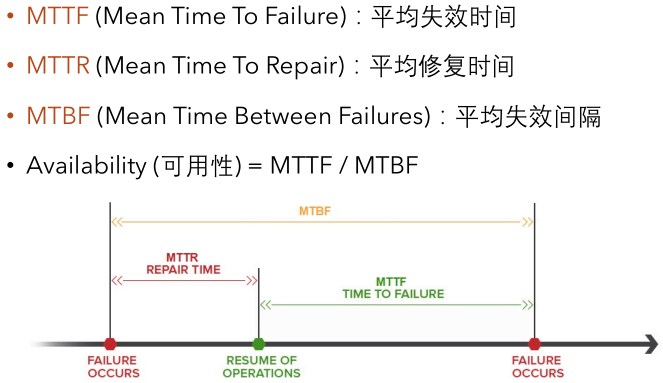 • MTTF (Mean Time To Failure)：平均失效时间
• MTTR (Mean Time To Repair)：平均修复时间
• MTBF (Mean Time Between Failures)：平均失效间隔
• Availability (可用性) = MTTF / MTBF
MTBF
MTTR
REPAIR TIME
MTTF
TIME TO FAILURE
FAILURE
OCCURS
RESUME OF
OPERATIONS
FAILURE
OCCURS